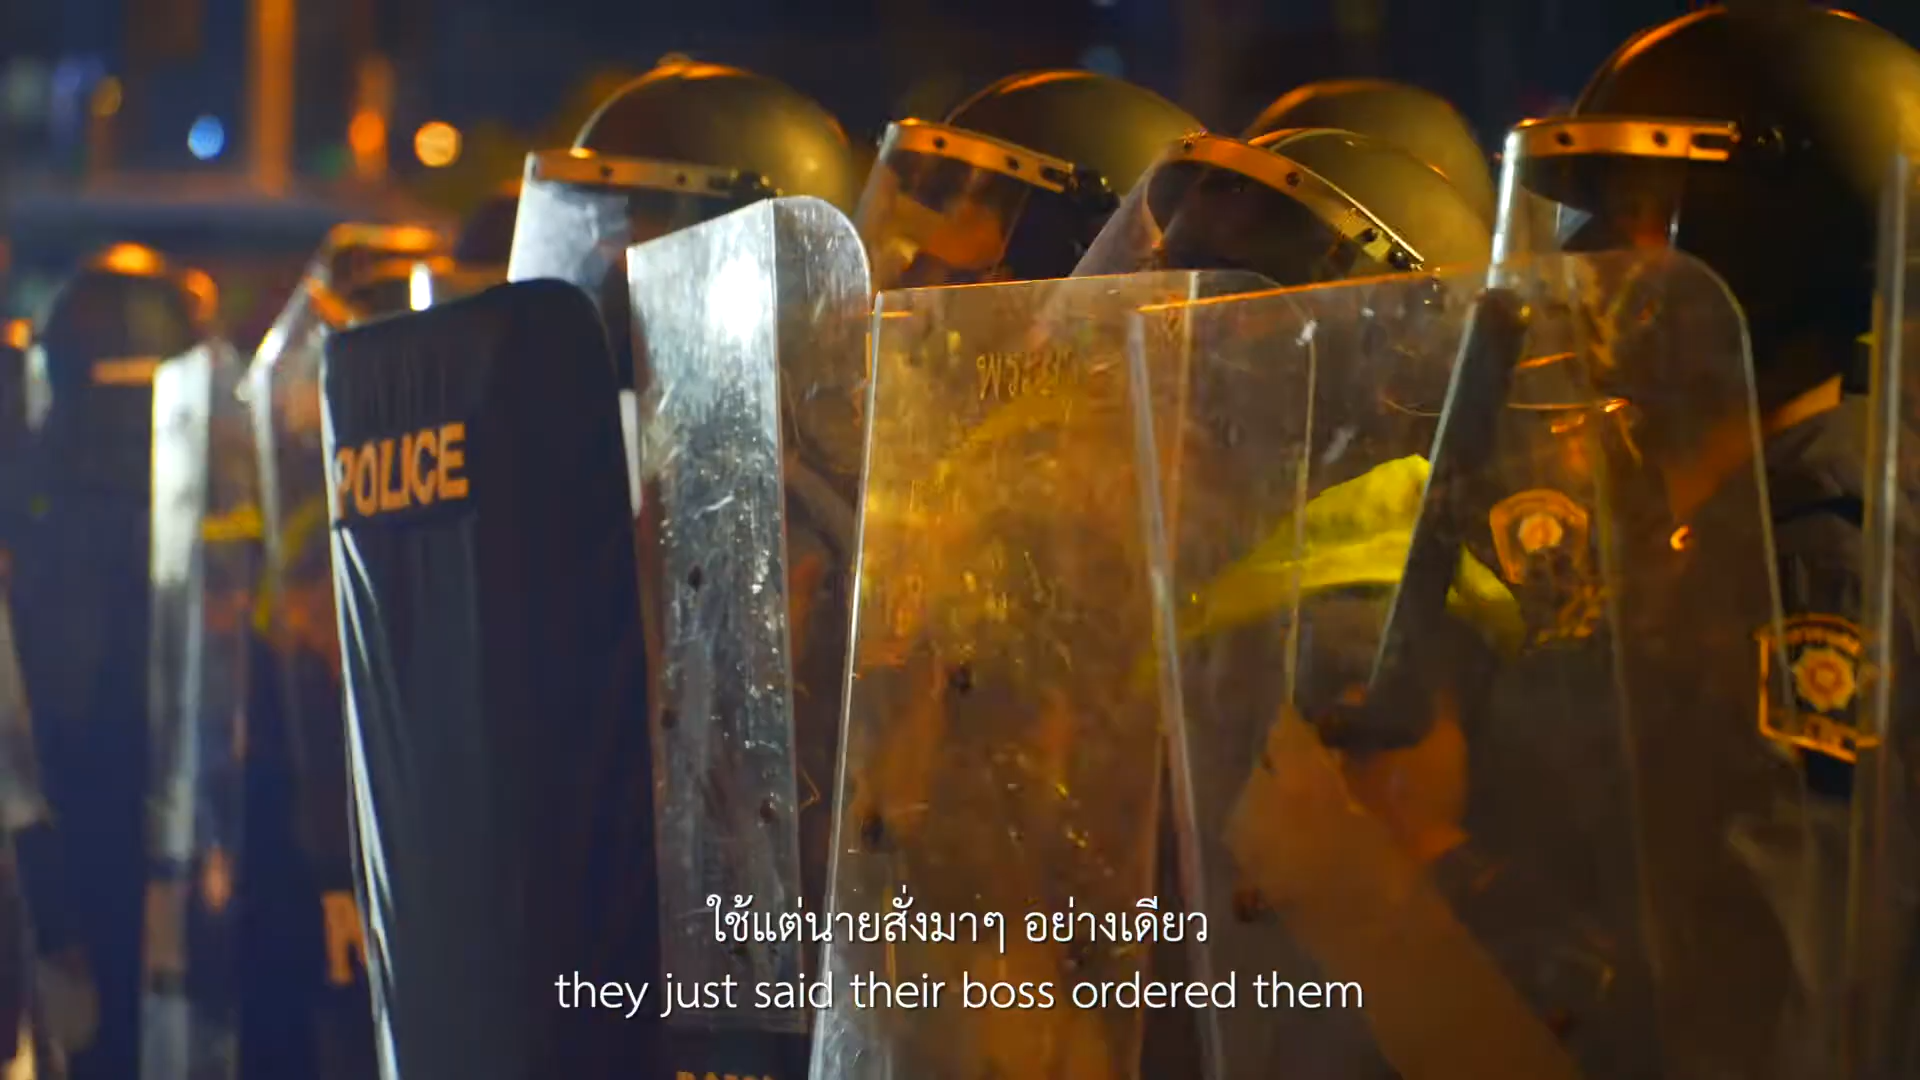 POLICE
ใช้แต่นายสั่งมาๆ อย่างเดียว
they just said their boss ordered them